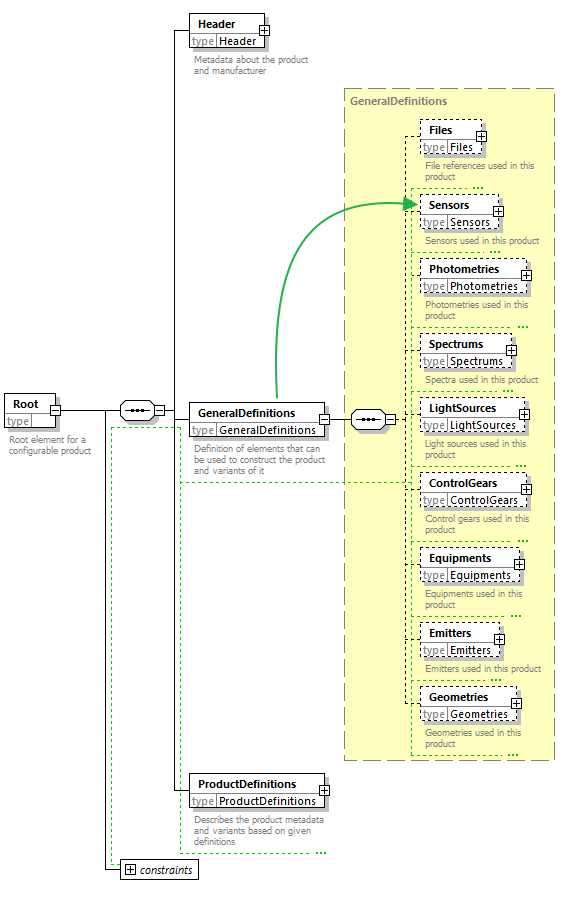 Header
type Header
Metadata about the product
and manufacturer
GeneralDefinitions
Files
type Files
File references used in this
product
Sensors
type Sensors
Sensors used in this product
Photometries
type Photometries
Photometries used in this
product
Spectrums
type Spectrums
Spectra used in this product
Root
type
Root element for a
configurable product
GeneralDefinitions
type GeneralDefinitions
Definition of elements that can
be used to construct the product
and variants of it
LightSources
type LightSources
Light sources used in this
product
ControlGears
type ControlGears
Control gears used in this
product
Equipments
type Equipments
Equipments used in this
product
Emitters
type Emitters
Emitters used in this product
Geometries
type Geometries
Geometries used in this
product
ProductDefinitions
type ProductDefinitions
Describes the product metadata
and variants based on given
definitions
constraints